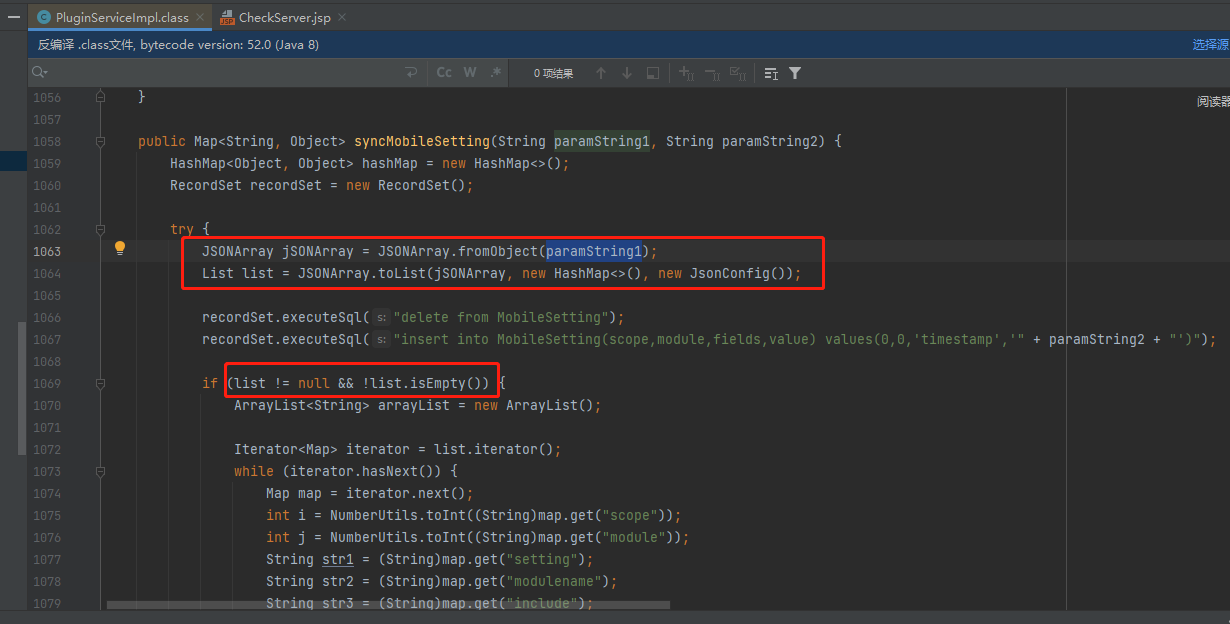 PluginServiceImpl.class × CheckServer.jsp ×
反编译 .class文件, bytecode version: 52.0 (Java 8) 选择源
Cc W .* 0 项结果
阅读器
1056 }
1057
1058 public Map<String, Object> syncMobileSetting(String paramString1, String paramString2) {
1059 HashMap<Object, Object> hashMap = new HashMap<>();
1060 RecordSet recordSet = new RecordSet();
1061
1062 try {
1063 JSONArray jSONArray = JSONArray.fromObject(paramString1);
1064 List list = JSONArray.toList(jSONArray, new HashMap<>(), new JsonConfig());
1065
1066 recordSet.executeSql( s: "delete from MobileSetting");
1067 recordSet.executeSql( s: "insert into MobileSetting(scope,module,fields,value) values(0,0,'timestamp','" + paramString2 + "')");
1068
1069 if (list != null && !list.isEmpty()) {
1070 ArrayList<String> arrayList = new ArrayList();
1071
1072 Iterator<Map> iterator = list.iterator();
1073 while (iterator.hasNext()) {
1074 Map map = iterator.next();
1075 int i = NumberUtils.toInt((String)map.get("scope"));
1076 int j = NumberUtils.toInt((String)map.get("module"));
1077 String str1 = (String)map.get("setting");
1078 String str2 = (String)map.get("modulename");
1079 String str3 = (String)map.get("include");